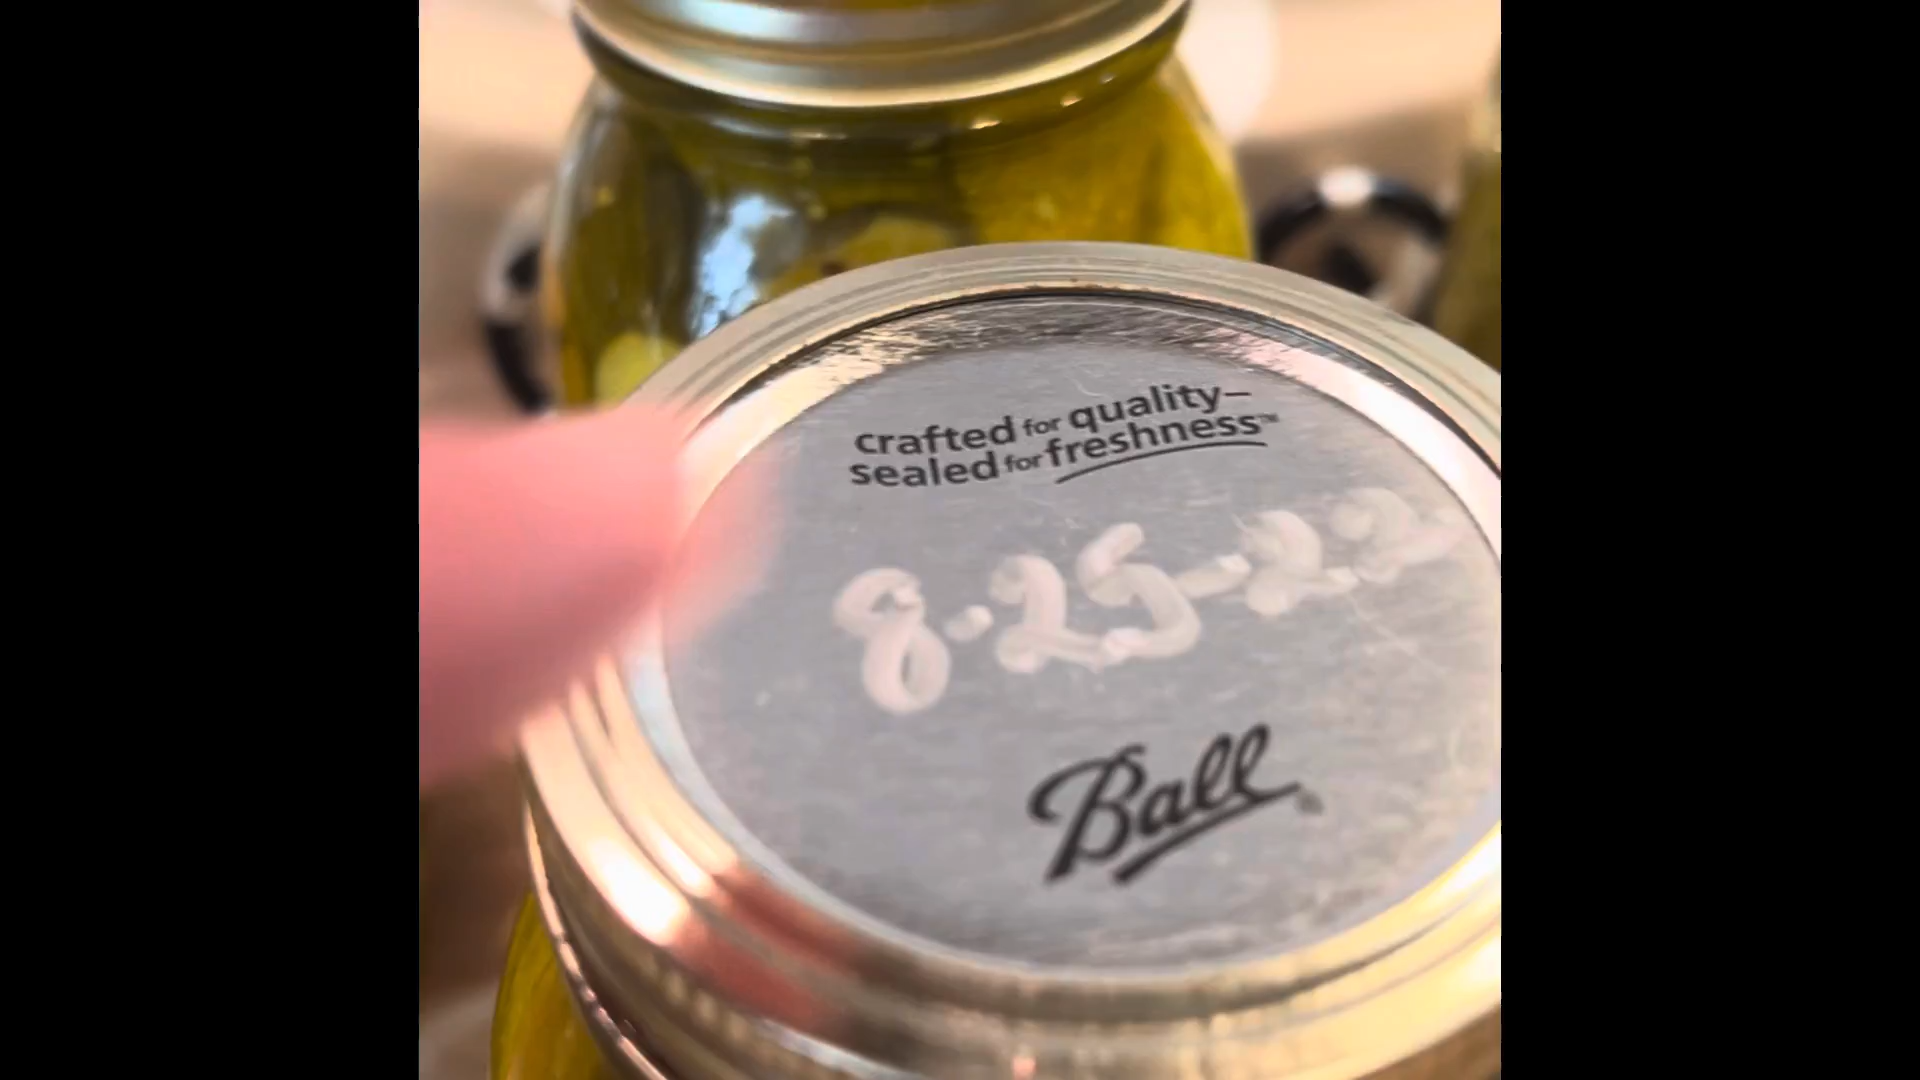 crafted for quality–
sealed for freshness™
8-25-22
Ball®